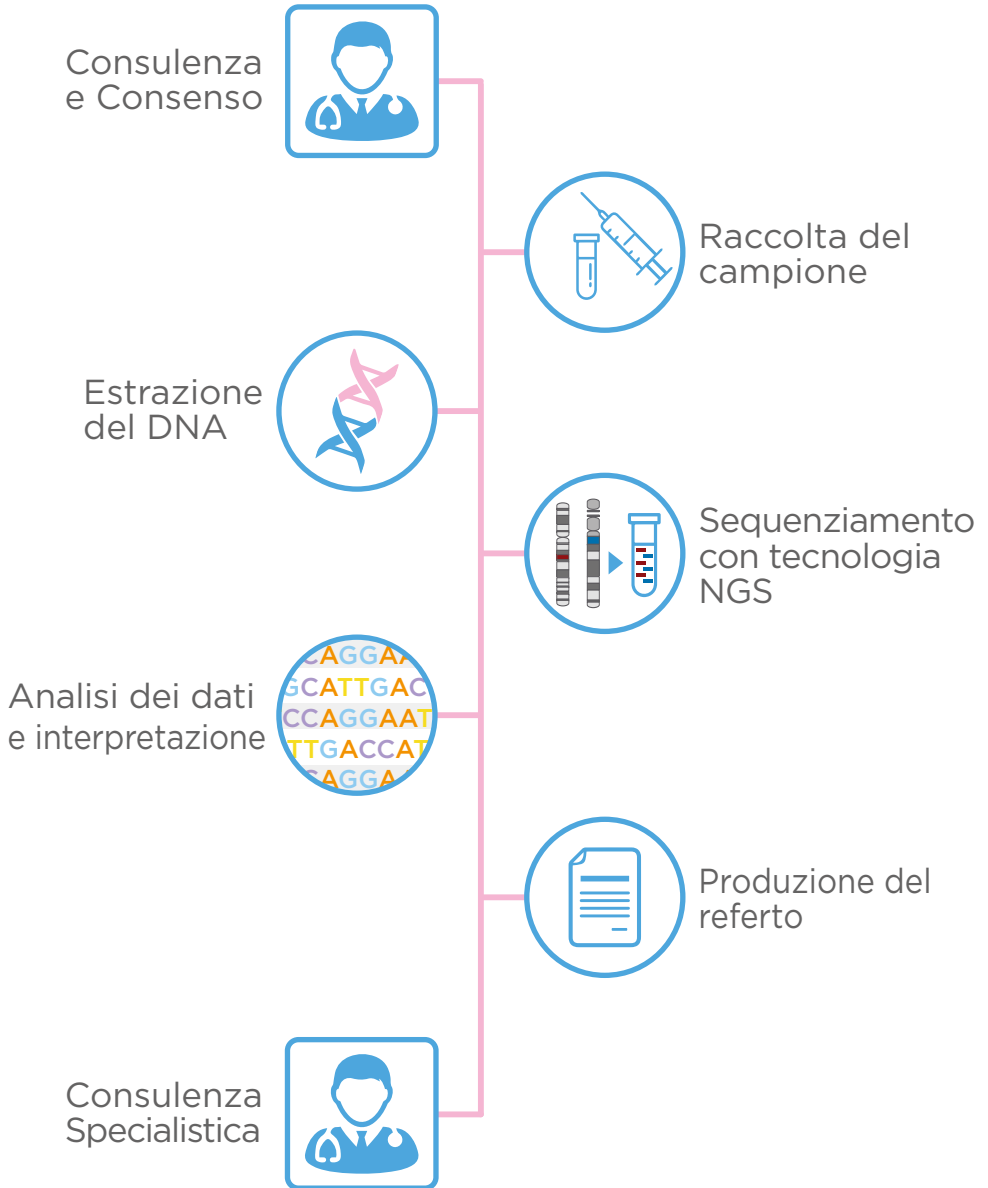 Consulenza
e Consenso
Raccolta del
campione
Estrazione
del DNA
Sequenziamento
con tecnologia
NGS
Analisi dei dati
e interpretazione
CAGGAA
GCATTGAC
CCAGGAAT
TTGACCAT
CAGGA
Produzione del
referto
Consulenza
Specialistica